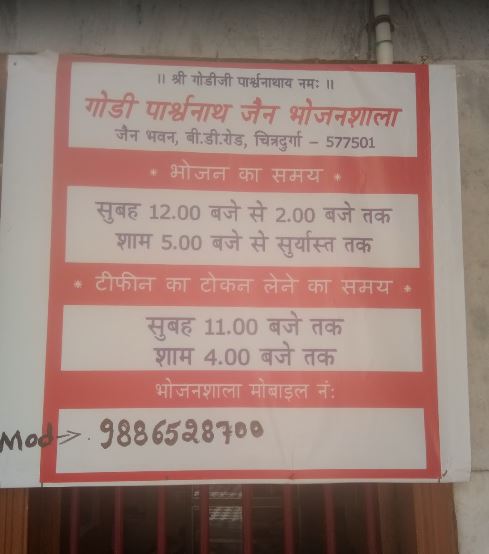 ॥ श्री गोडीजी पार्श्वनाथाय नमः ॥
गोडी पार्श्वनाथ जैन भोजनशाला
जैन भवन, बी.डी.रोड, चित्रदुर्गा – 577501
* भोजन का समय *
सुबह 12.00 बजे से 2.00 बजे तक
शाम 5.00 बजे से सुर्यास्त तक
* टीफीन का टोकन लेने का समय *
सुबह 11.00 बजे तक
शाम 4.00 बजे तक
भोजनशाला मोबाइल नं:
Mod → 9886528700